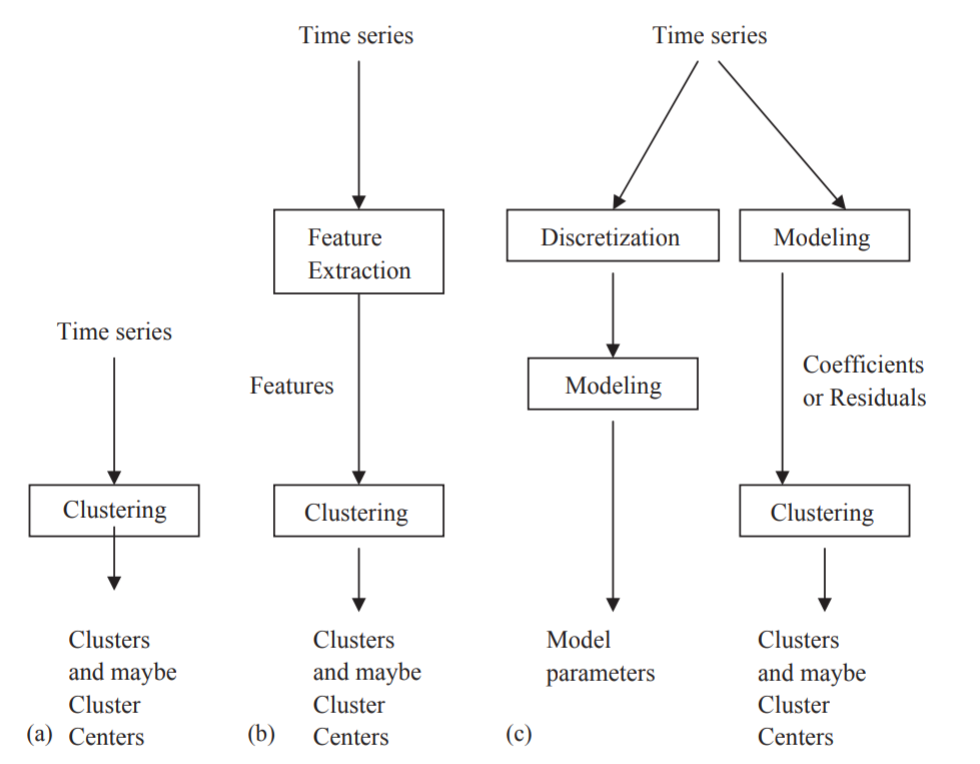 Time series
Clustering
Clusters
and maybe
Cluster
Centers
(a)
Time series
Feature
Extraction
Features
Clustering
Clusters
and maybe
Cluster
Centers
(b)
Time series
Discretization
Modeling
Model
parameters
Modeling
Coefficients
or Residuals
Clustering
Clusters
and maybe
Cluster
Centers
(c)